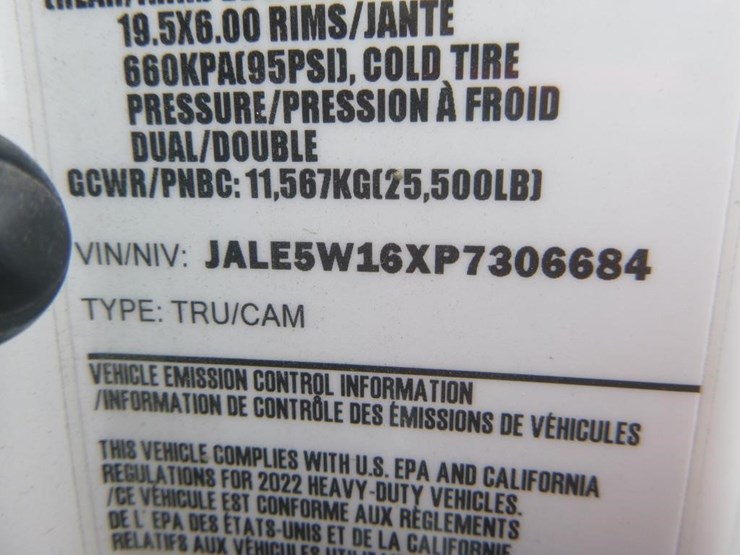 19.5X6.00 RIMS/JANTE
660KPA(95PSI), COLD TIRE
PRESSURE/PRESSION À FROID
DUAL/DOUBLE
GCWR/PNBC: 11,567KG(25,500LB)
VIN/NIV: JALE5W16XP7306684
TYPE: TRU/CAM
VEHICLE EMISSION CONTROL INFORMATION
/INFORMATION DE CONTRÔLE DES ÉMISSIONS DE VÉHICULES
THIS VEHICLE COMPLIES WITH U.S. EPA AND CALIFORNIA
REGULATIONS FOR 2022 HEAVY-DUTY VEHICLES.
/CE VÉHICULE EST CONFORME AUX RÈGLEMENTS
DE L'EPA DES ÉTATS-UNIS ET DE LA CALIFORNIE
RELATIFS AUX VÉHICULES